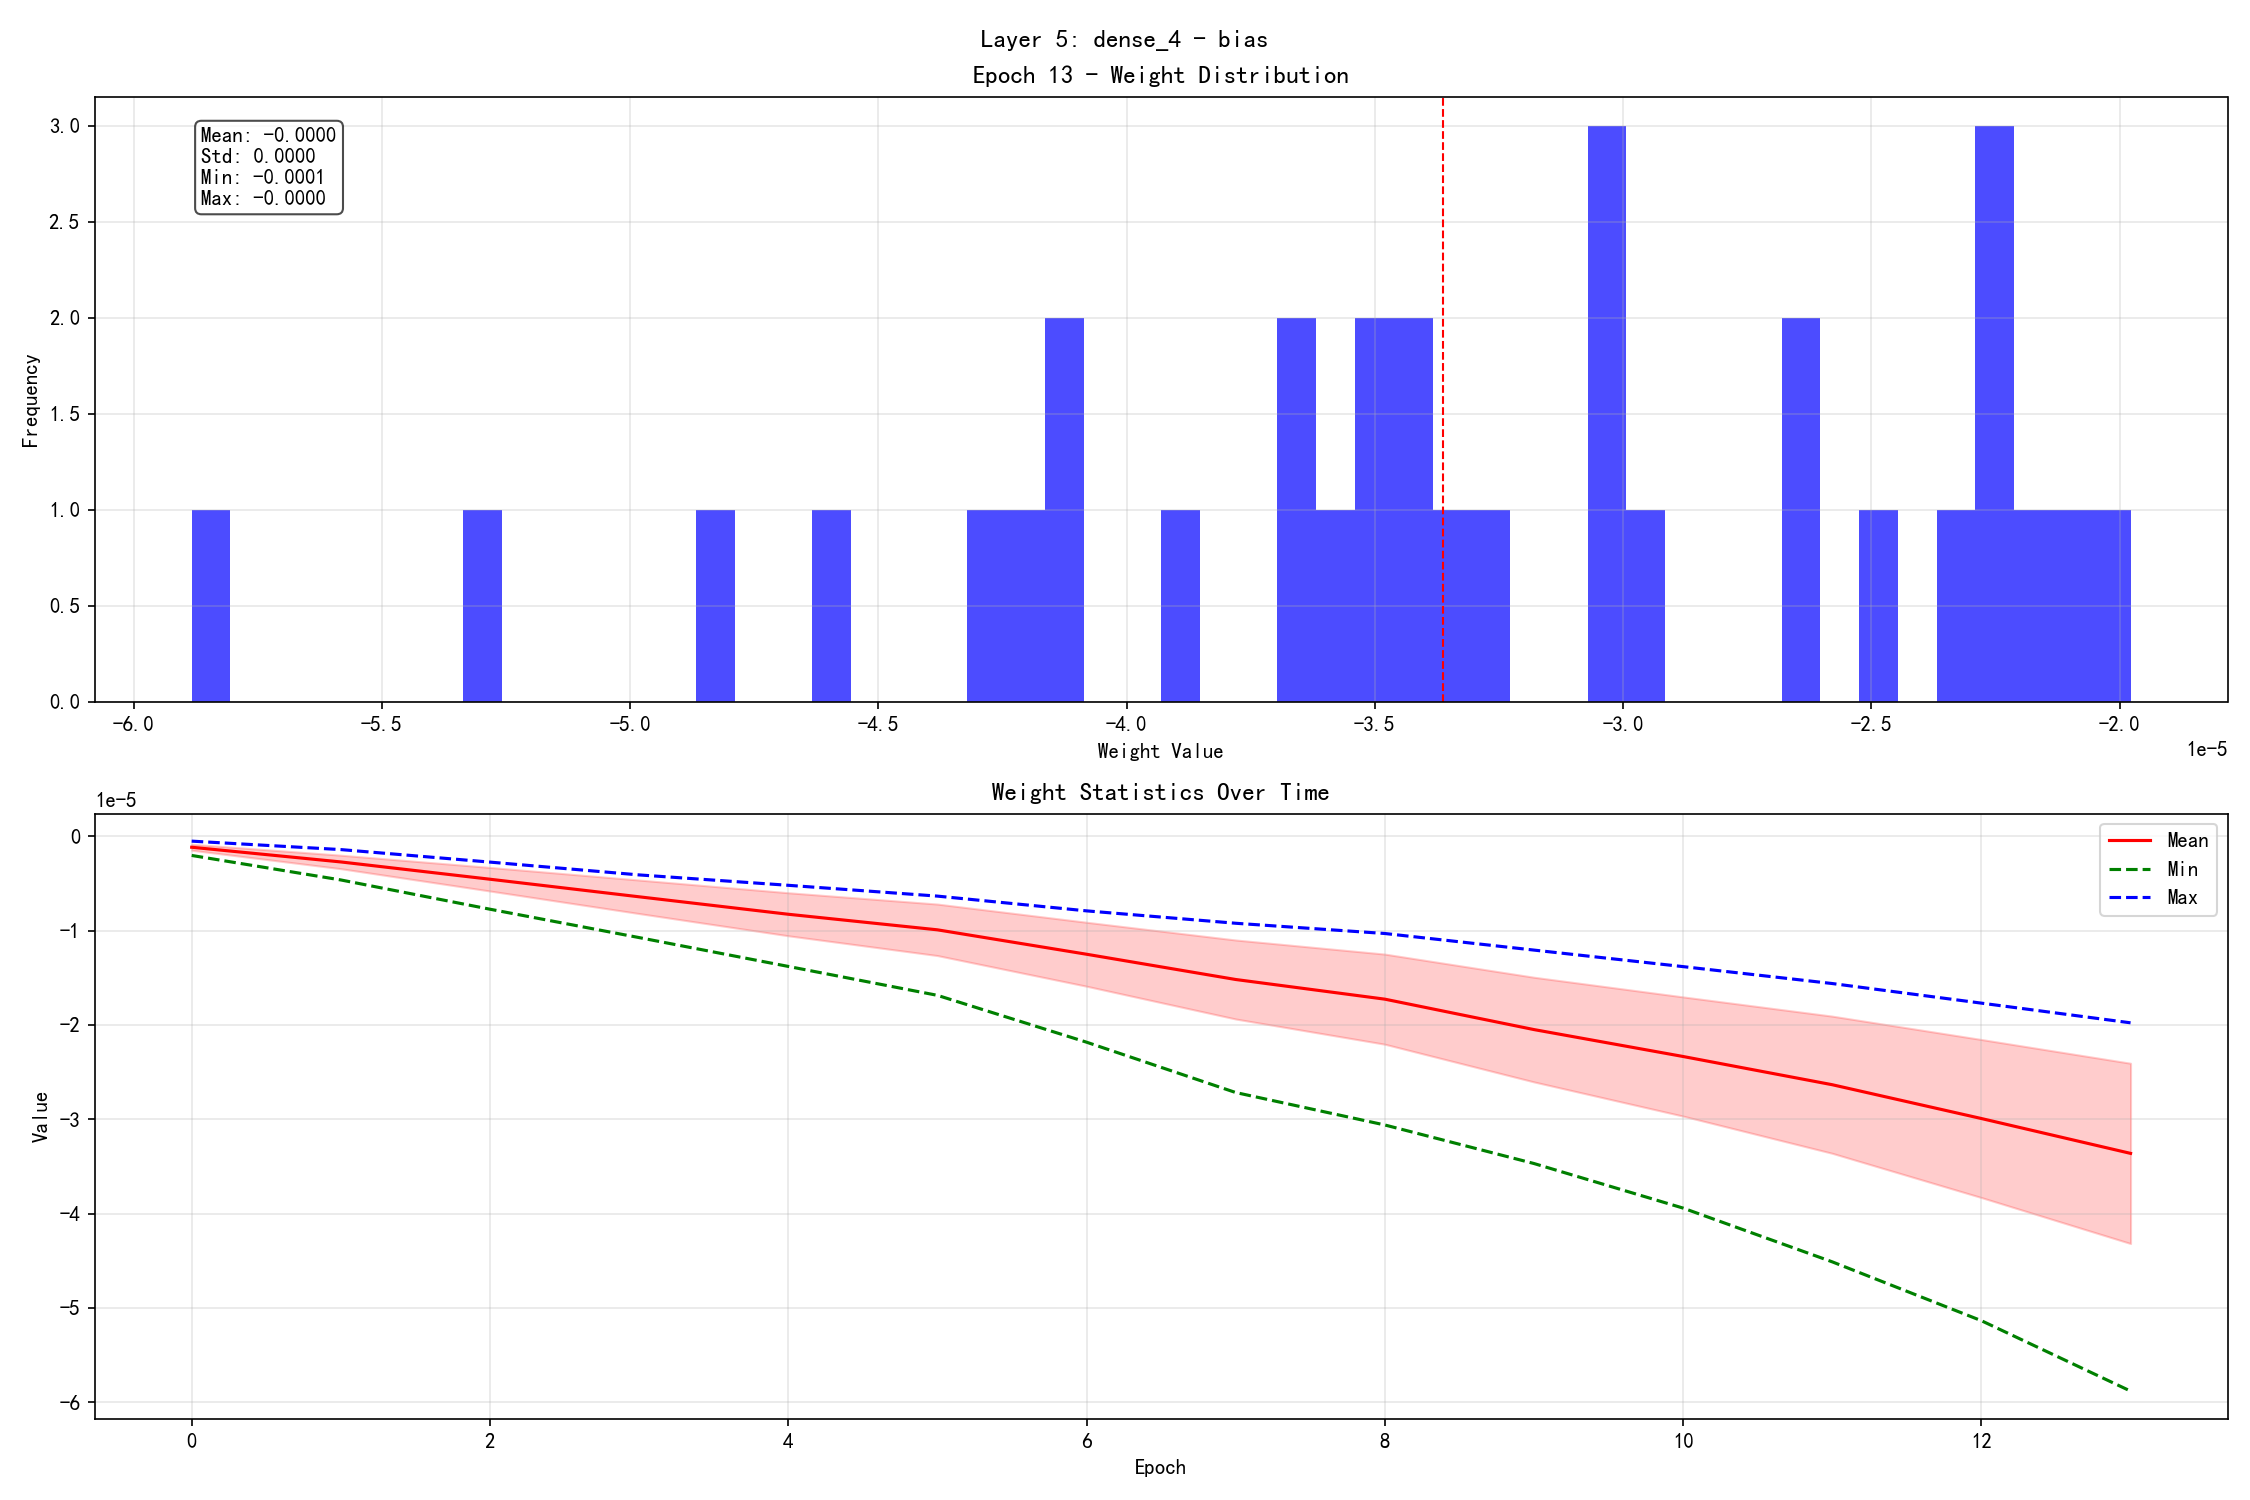 Layer 5: dense_4 - bias
Epoch 13 - Weight Distribution
Mean: -0.0000
Std: 0.0000
Min: -0.0001
Max: -0.0000
Frequency
3.0
2.5
2.0
1.5
1.0
0.5
0.0
-6.0 -5.5 -5.0 -4.5 -4.0 -3.5 -3.0 -2.5 -2.0
1e-5
Weight Value
Weight Statistics Over Time
1e-5
Mean
Min
Max
Value
0
-1
-2
-3
-4
-5
-6
0 2 4 6 8 10 12
Epoch